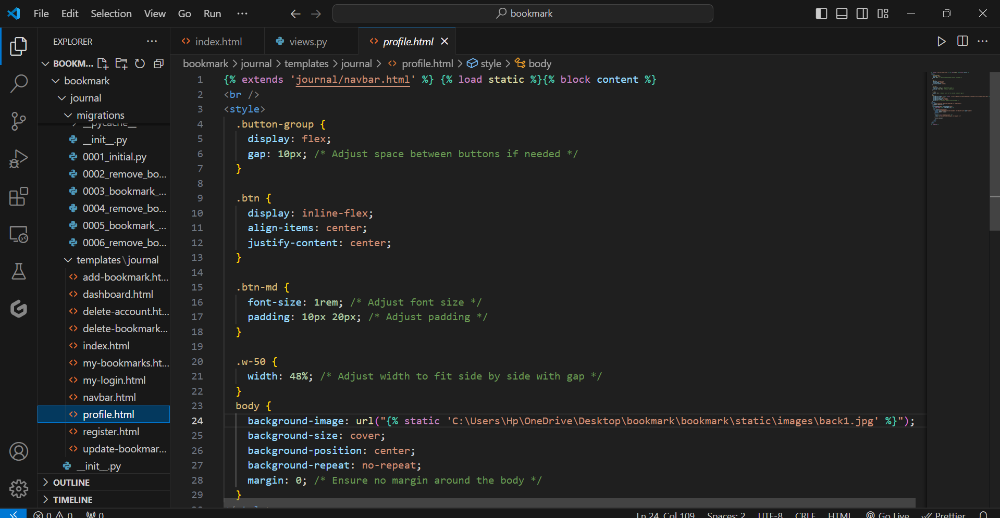 File Edit Selection View Go Run ··· bookmark
EXPLORER ···
index.html views.py profile.html
BOOKM...
bookmark > journal > templates > journal > profile.html > style > body
bookmark
journal
migrations
__pycache__
__init__.py
0001_initial.py
0002_remove_bo...
0003_bookmark_...
0004_remove_bo...
0005_bookmark_...
0006_remove_bo...
templates\journal
add-bookmark.ht...
dashboard.html
delete-account.ht...
delete-bookmark...
index.html
my-bookmarks.ht...
my-login.html
navbar.html
profile.html
register.html
update-bookmar...
__init__.py
OUTLINE
TIMELINE
1 {% extends 'journal/navbar.html' %} {% load static %}{% block content %}
2 <br />
3 <style>
4 .button-group {
5 display: flex;
6 gap: 10px; /* Adjust space between buttons if needed */
7 }
8
9 .btn {
10 display: inline-flex;
11 align-items: center;
12 justify-content: center;
13 }
14
15 .btn-md {
16 font-size: 1rem; /* Adjust font size */
17 padding: 10px 20px; /* Adjust padding */
18 }
19
20 .w-50 {
21 width: 48%; /* Adjust width to fit side by side with gap */
22 }
23 body {
24 background-image: url("{% static 'C:\Users\Hp\OneDrive\Desktop\bookmark\bookmark\static\images\back1.jpg' %}");
25 background-size: cover;
26 background-position: center;
27 background-repeat: no-repeat;
28 margin: 0; /* Ensure no margin around the body */
29 }
0 0 0 Ln 24, Col 109 Spaces: 2 UTF-8 CRLF HTML Go Live Prettier